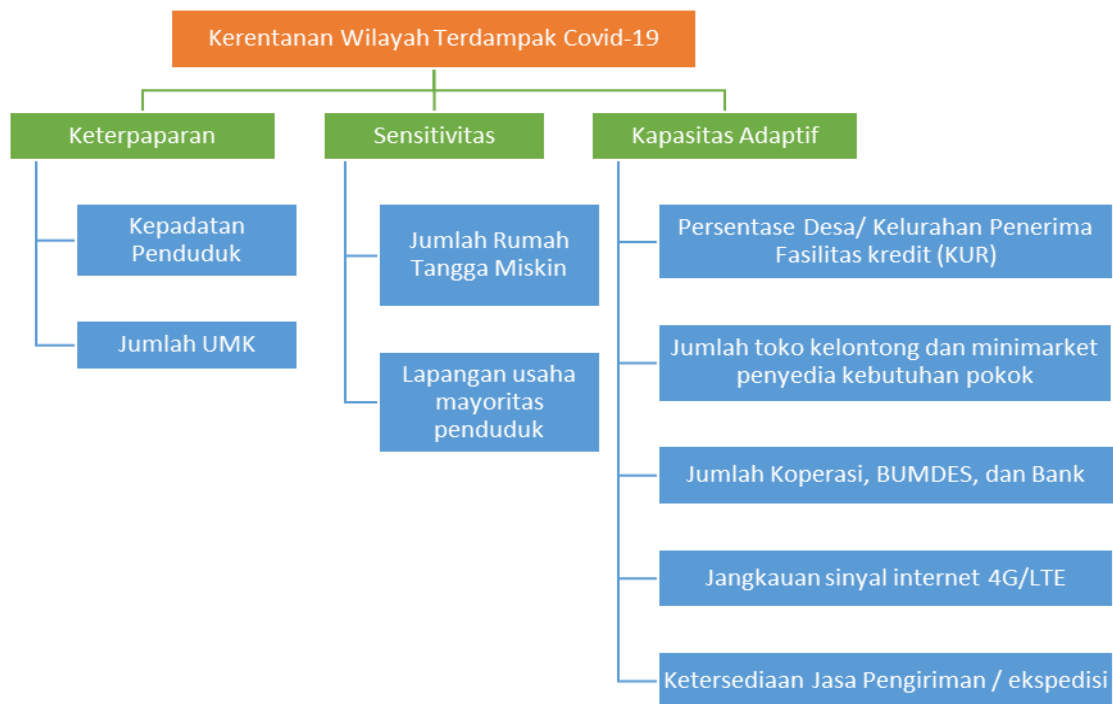 Kerentanan Wilayah Terdampak Covid-19
Keterpaparan
Kepadatan
Penduduk
Jumlah UMK
Sensitivitas
Jumlah Rumah
Tangga Miskin
Lapangan usaha
mayoritas
penduduk
Kapasitas Adaptif
Persentase Desa/ Kelurahan Penerima
Fasilitas kredit (KUR)
Jumlah toko kelontong dan minimarket
penyedia kebutuhan pokok
Jumlah Koperasi, BUMDES, dan Bank
Jangkauan sinyal internet 4G/LTE
Ketersediaan Jasa Pengiriman / ekspedisi